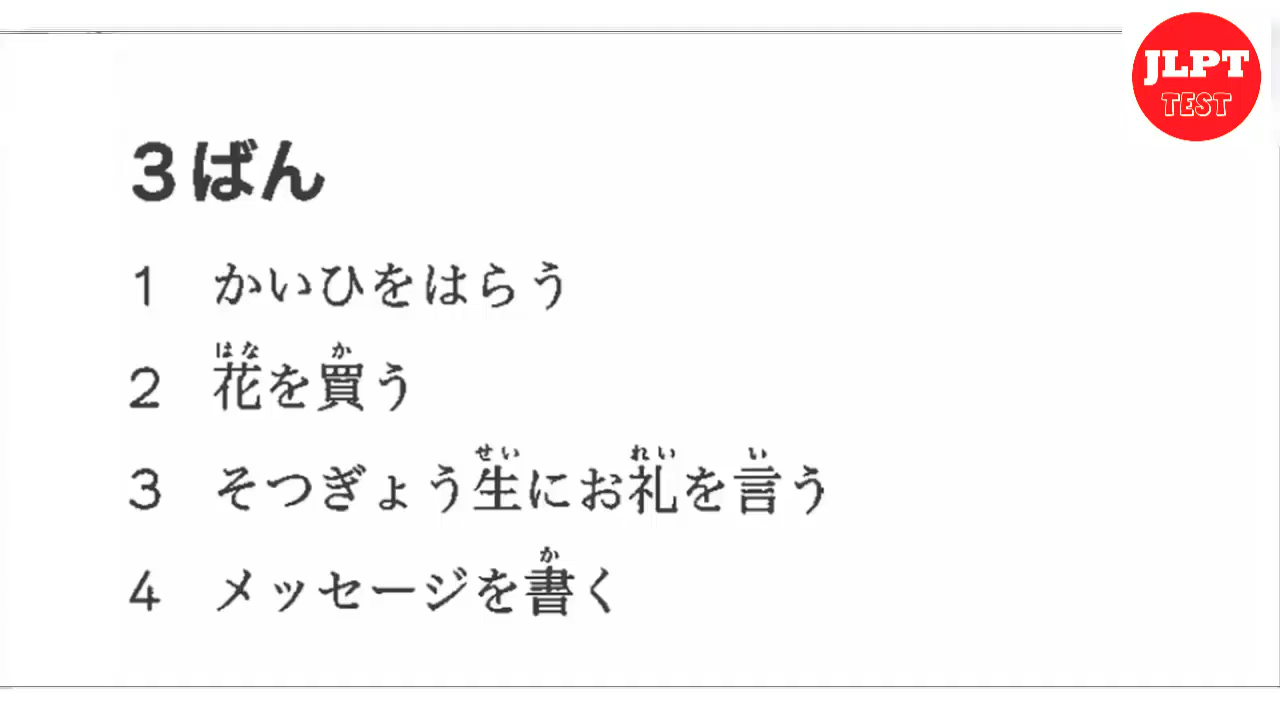 JLPT
TEST
3ばん
1 かいひをはらう
はな か
2 花を買う
せい れい い
3 そつぎょう生にお礼を言う
か
4 メッセージを書く